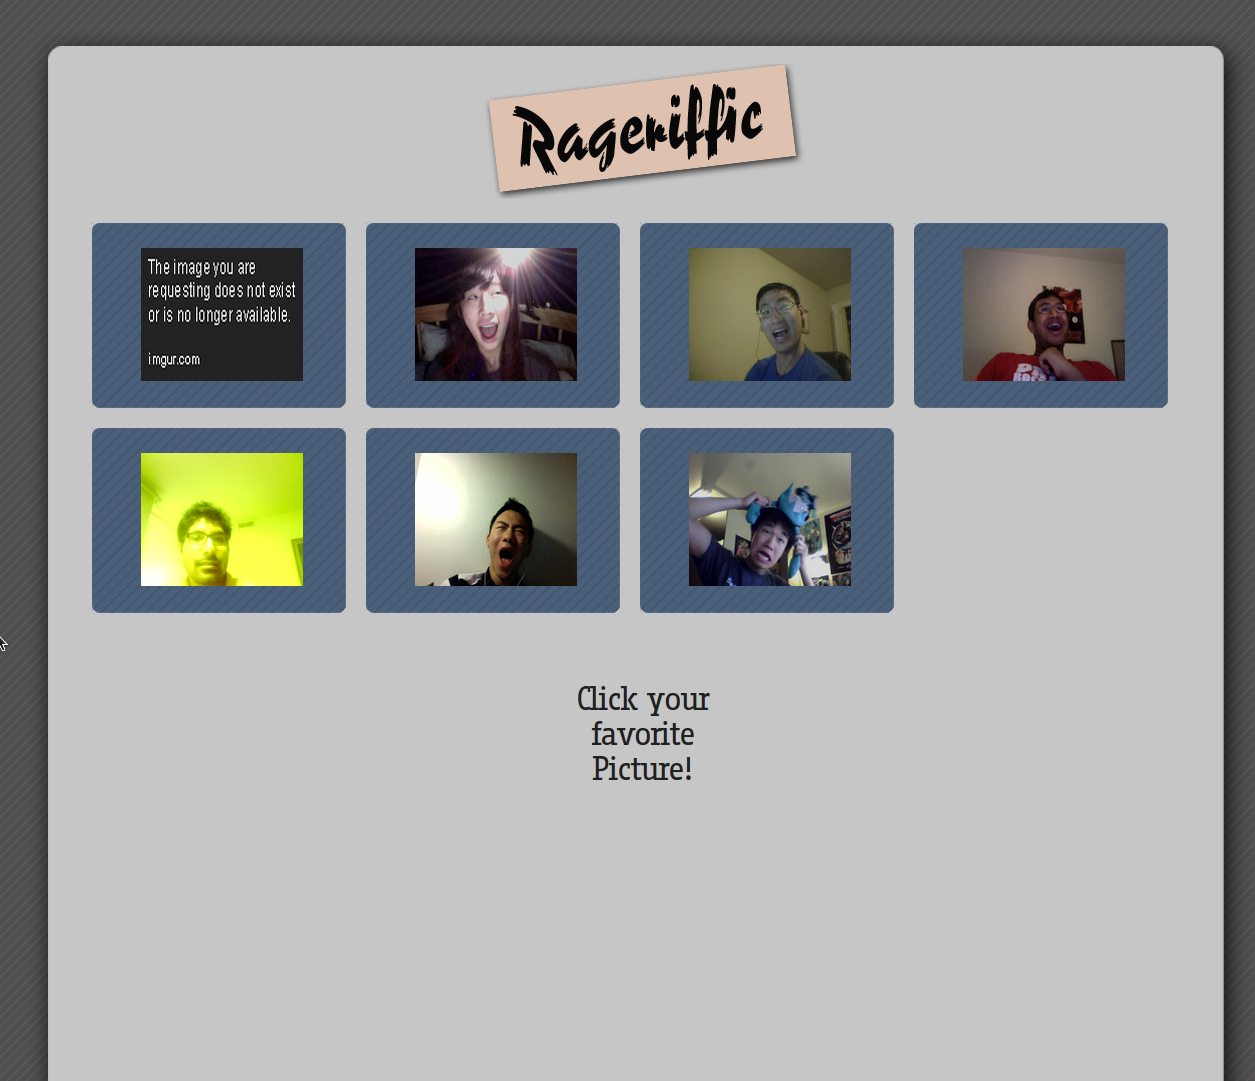 Rageriffic
The image you are
requesting does not exist
or is no longer available.
imgur.com
Click your
favorite
Picture!